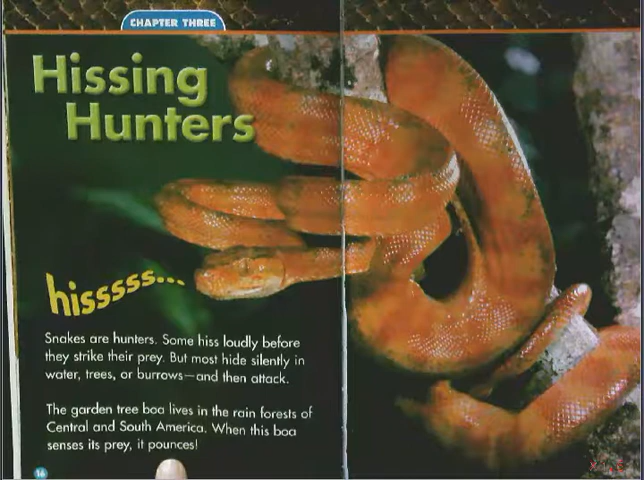 CHAPTER THREE
Hissing
Hunters
hisssss...
Snakes are hunters. Some hiss loudly before
they strike their prey. But most hide silently in
water, trees, or burrows—and then attack.
The garden tree boa lives in the rain forests of
Central and South America. When this boa
senses its prey, it pounces!
16